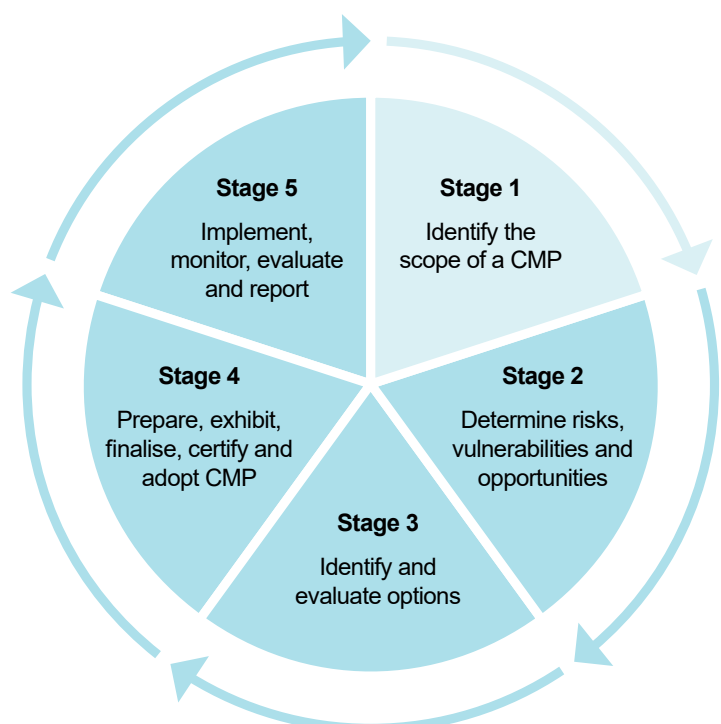 Stage 1
Identify the
scope of a CMP
Stage 2
Determine risks,
vulnerabilities and
opportunities
Stage 3
Identify and
evaluate options
Stage 4
Prepare, exhibit,
finalise, certify and
adopt CMP
Stage 5
Implement,
monitor, evaluate
and report